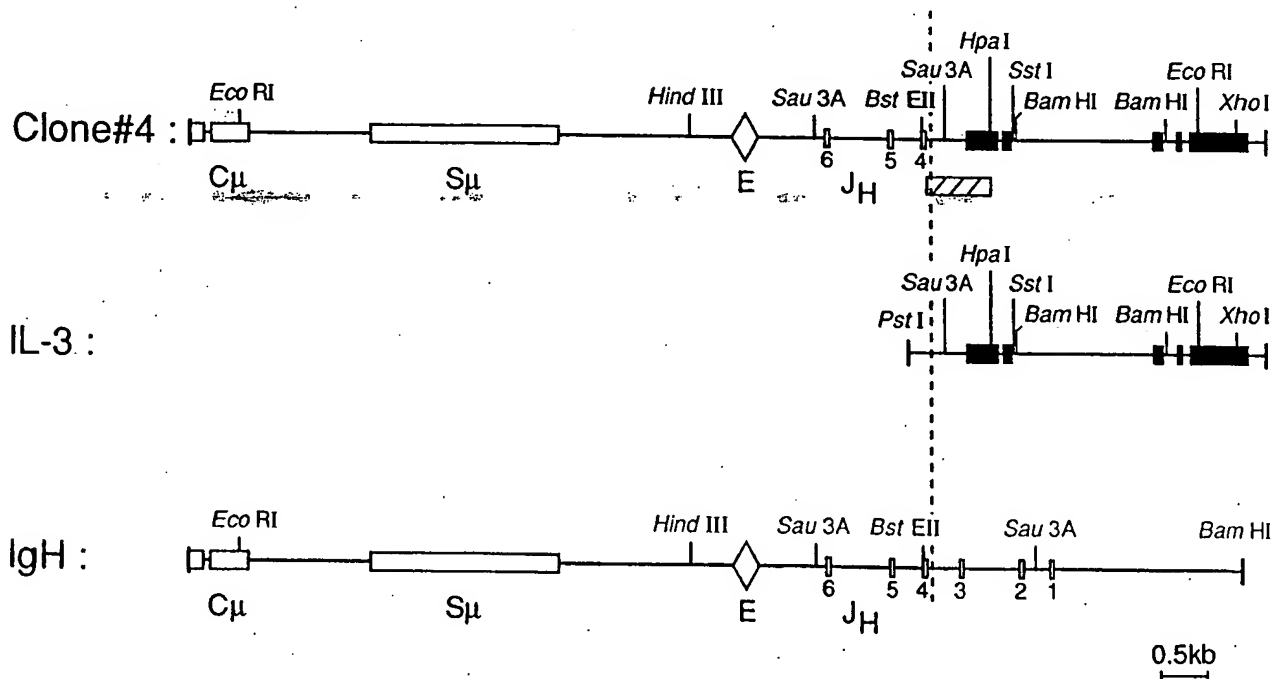 Hpa I
Sau 3A Sst I Eco RI
Eco RI Hind III Sau 3A Bst EII Bam HI Bam HI Xho I
Clone#4 :
6 5 4
Cμ Sμ E JH
Hpa I
Sau 3A Sst I Eco RI
Pst I Bam HI Bam HI Xho I
IL-3 :
Eco RI Hind III Sau 3A Bst EII Sau 3A Bam HI
IgH :
6 5 4 3 2 1
Cμ Sμ E JH
0.5kb